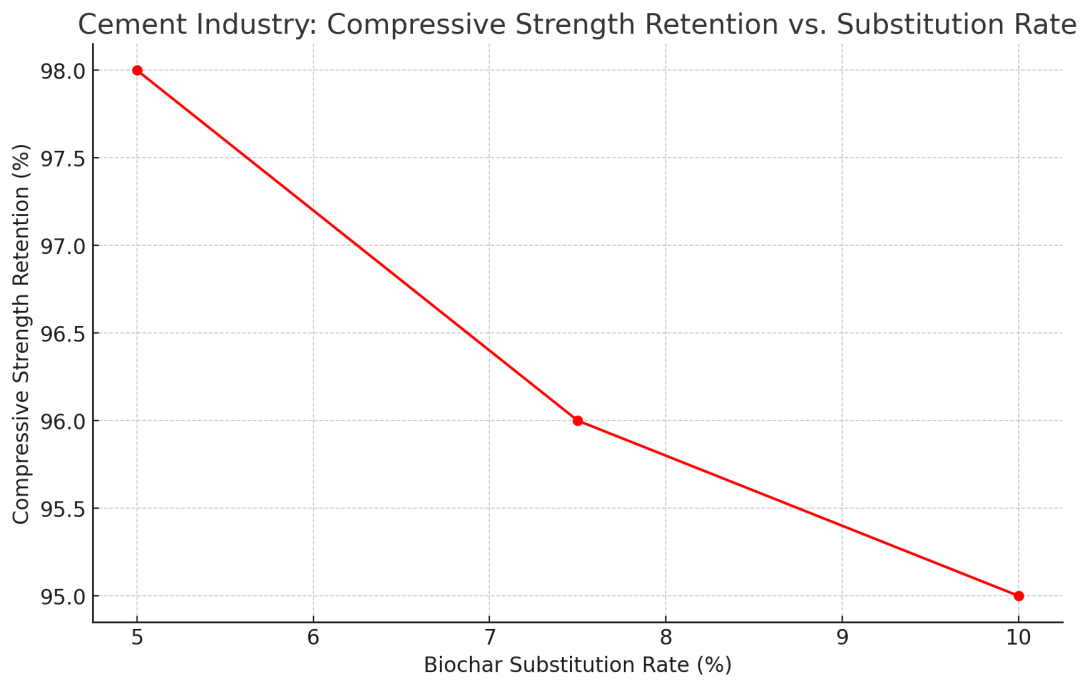 Cement Industry: Compressive Strength Retention vs. Substitution Rate
Compressive Strength Retention (%)
98.0
97.5
97.0
96.5
96.0
95.5
95.0
5 6 7 8 9 10
Biochar Substitution Rate (%)